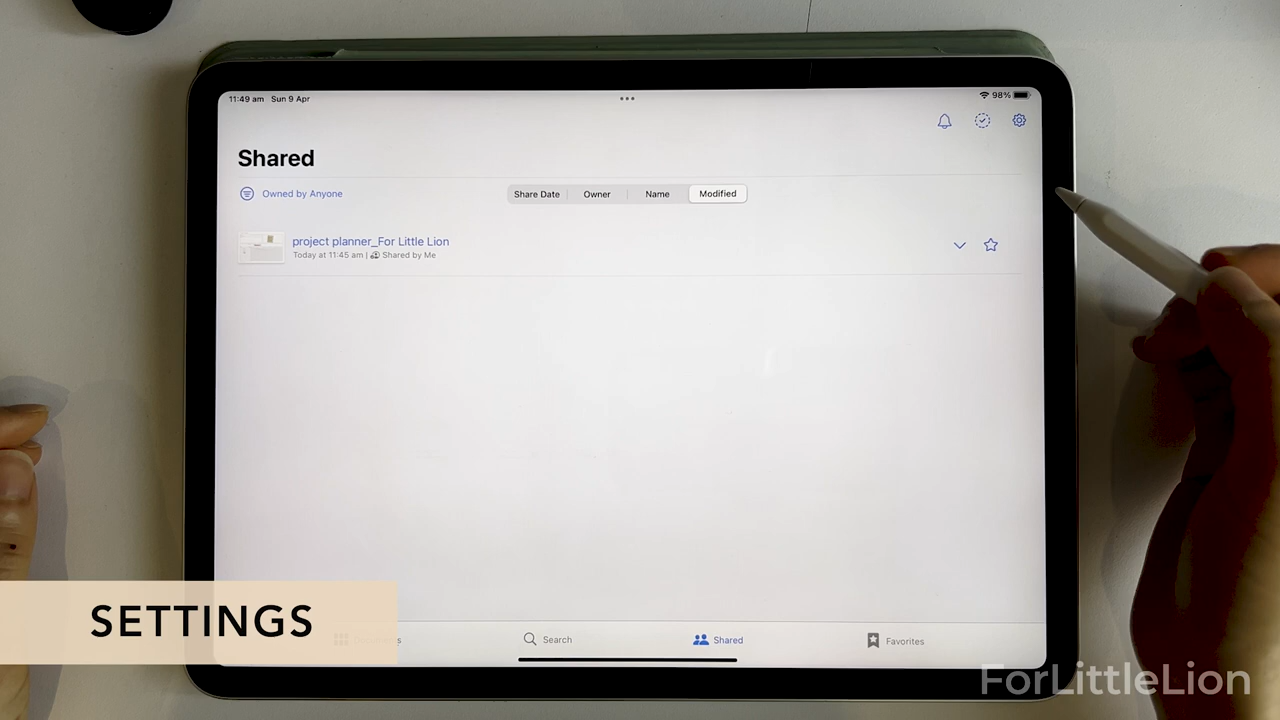 11:49 am Sun 9 Apr
98%
Shared
Owned by Anyone
Share Date Owner Name Modified
project planner_For Little Lion
Today at 11:45 am | Shared by Me
SETTINGS
Search Shared Favorites
ForLittleLion